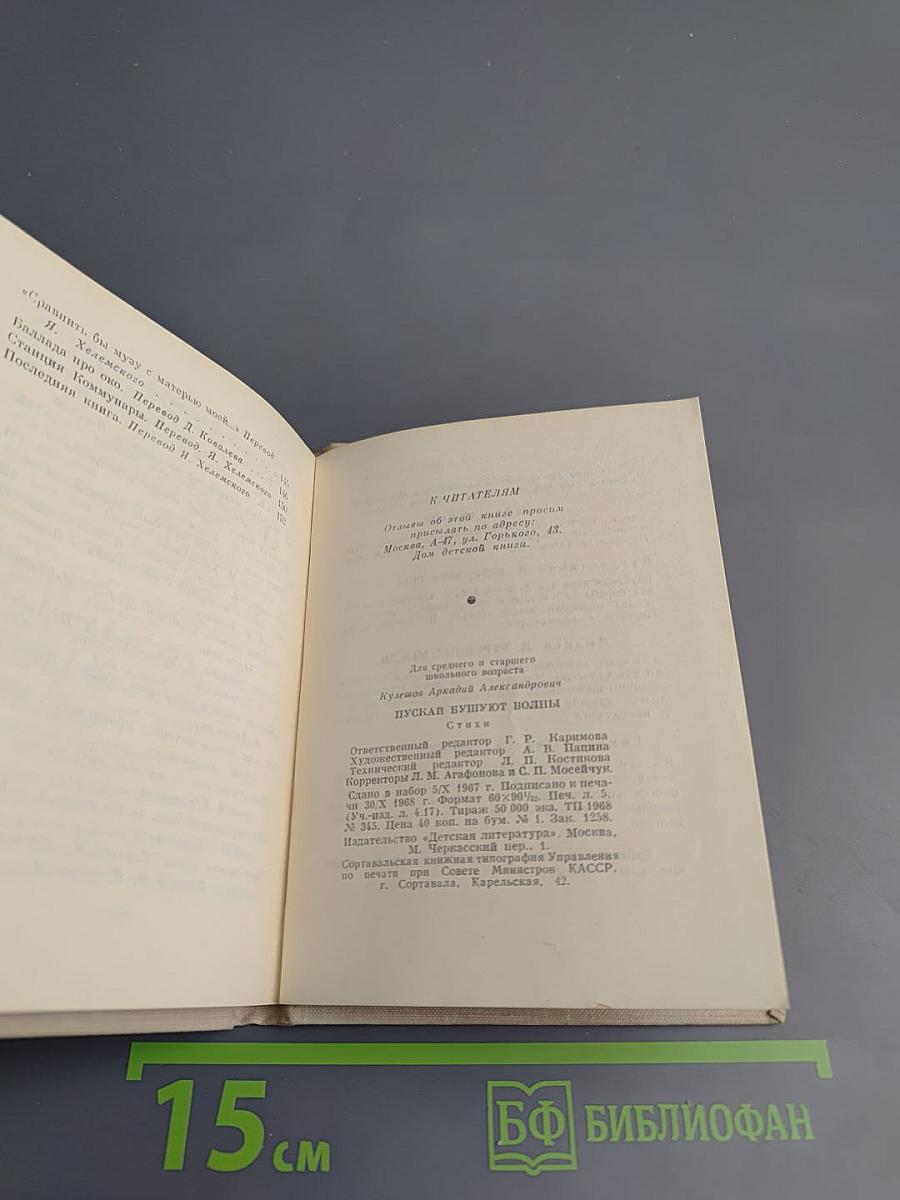 «Сравнить бы музу с матерью моей...» Перевод
Я. Хелемского . . . . . . . . . 145
Баллада про око. Перевод Д. Ковалева . . . 146
Станция Коммунары. Перевод. Я. Хелемского 150
Последняя книга. Перевод Я. Хелемского . 152
К ЧИТАТЕЛЯМ
Отзывы об этой книге просим
присылать по адресу:
Москва, А-47, ул. Горького, 43.
Дом детской книги.
Для среднего и старшего
школьного возраста
Кулешов Аркадий Александрович
ПУСКАЙ БУШУЮТ ВОЛНЫ
Стихи
Ответственный редактор Г. Р. Каримова
Художественный редактор А. В. Пацина
Технический редактор Л. П. Костикова
Корректоры Л. М. Агафонова и С. П. Мосейчук.
Сдано в набор 5/X 1967 г. Подписано к печа-
чи 30/X 1968 г. Формат 60×90¹/₃₂. Печ. л. 5.
(Уч.-изд. л. 4,17). Тираж 50 000 экз. ТП 1968
№ 345. Цена 40 коп. на бум. № 1. Зак. 1258.
Издательство «Детская литература». Москва,
М. Черкасский пер., 1.
Сортавальская книжная типография Управления
по печати при Совете Министров КАССР,
г. Сортавала, Карельская, 42.
15 см
БФ БИБЛИОФАН